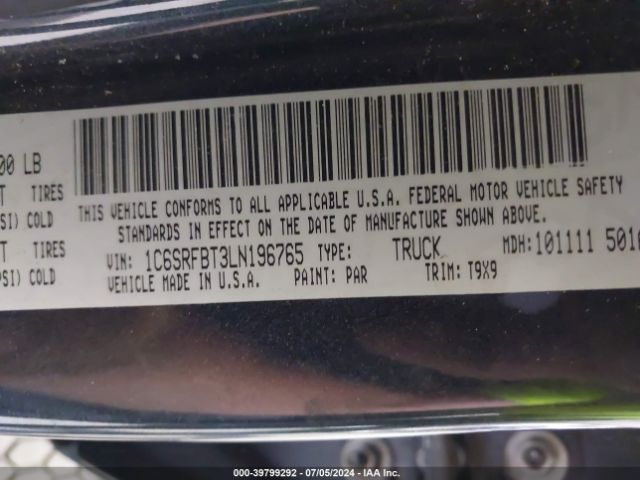 00 LB
TIRES
SI) COLD
TIRES
PSI) COLD
THIS VEHICLE CONFORMS TO ALL APPLICABLE U.S.A. FEDERAL MOTOR VEHICLE SAFETY
STANDARDS IN EFFECT ON THE DATE OF MANUFACTURE SHOWN ABOVE.
VIN: 1C6SRFBT3LN196765 TYPE: TRUCK MDH:101111 501
VEHICLE MADE IN U.S.A. PAINT: PAR TRIM: T9X9
000-39799292 - 07/05/2024 - IAA Inc.